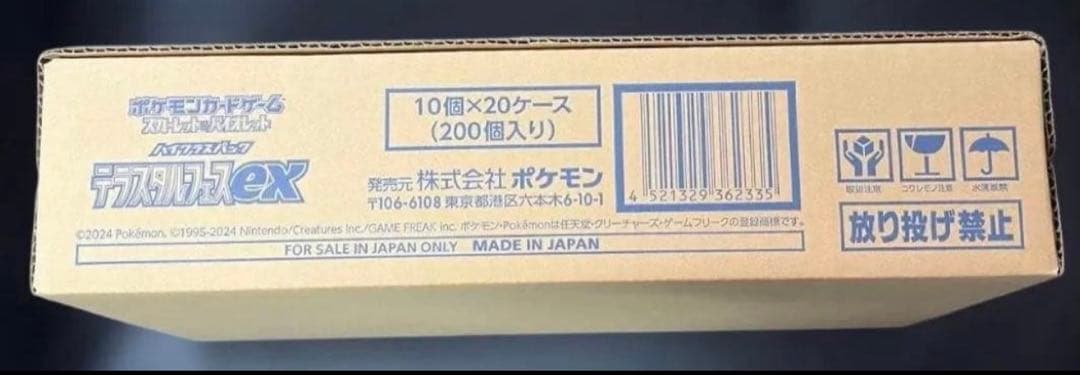 ポケモンカードゲーム
スカーレット&バイオレット
ハイクラスパック
テラスタルフェスex
10個×20ケース
(200個入り)
発売元 株式会社 ポケモン
〒106-6108 東京都港区六本木6-10-1
4 521329 362335
取扱注意
コワレモノ注意
水濡厳禁
放り投げ禁止
©2024 Pokémon. ©1995-2024 Nintendo/Creatures Inc./GAME FREAK inc. ポケモン・Pokémonは任天堂・クリーチャーズ・ゲームフリークの登録商標です。
FOR SALE IN JAPAN ONLY MADE IN JAPAN